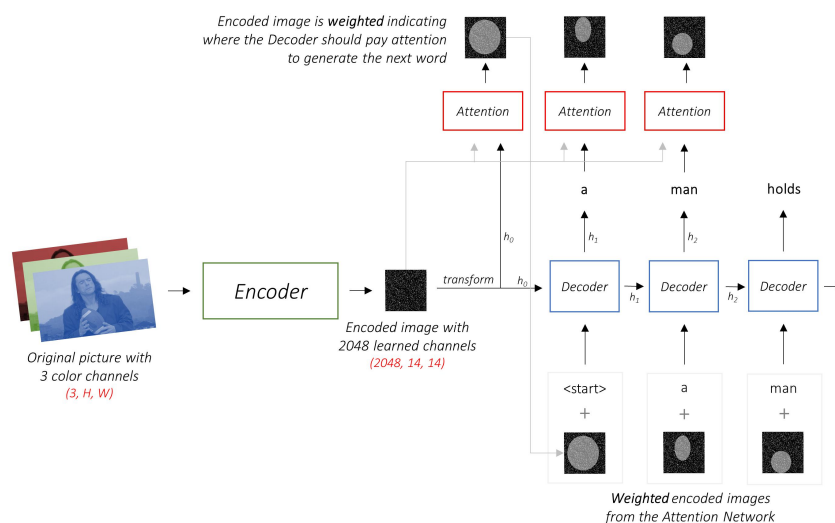 Encoded image is weighted indicating
where the Decoder should pay attention
to generate the next word
Attention
Attention
Attention
a
man
holds
h0
h1
h2
Encoder
transform
h0
Decoder
h1
Decoder
h2
Decoder
Encoded image with
2048 learned channels
(2048, 14, 14)
Original picture with
3 color channels
(3, H, W)
<start>
+
a
+
man
+
Weighted encoded images
from the Attention Network